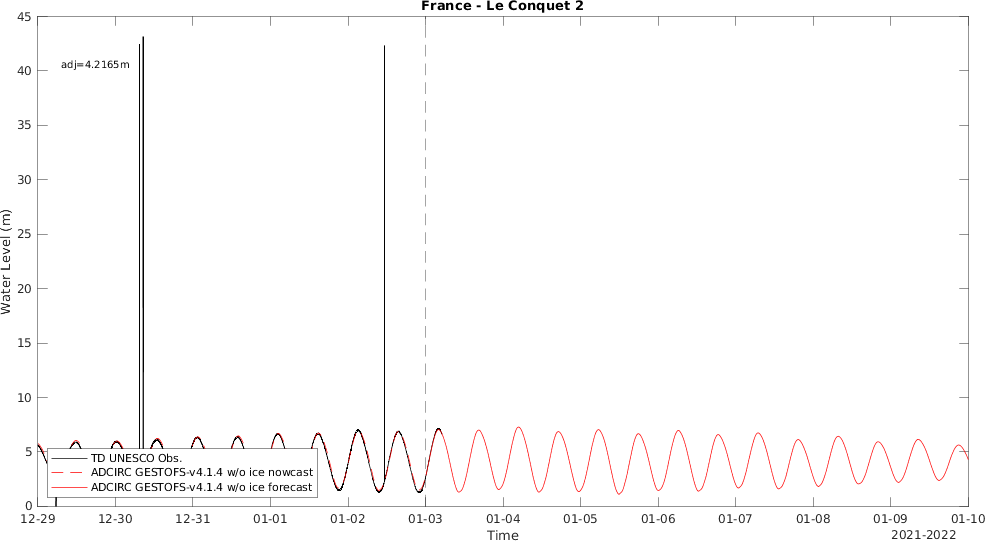 France - Le Conquet 2
45
40
35
30
25
20
15
10
5
0
Water Level (m)
adj=4.2165m
TD UNESCO Obs.
ADCIRC GESTOFS-v4.1.4 w/o ice nowcast
ADCIRC GESTOFS-v4.1.4 w/o ice forecast
12-29 12-30 12-31 01-01 01-02 01-03 01-04 01-05 01-06 01-07 01-08 01-09 01-10
Time
2021-2022